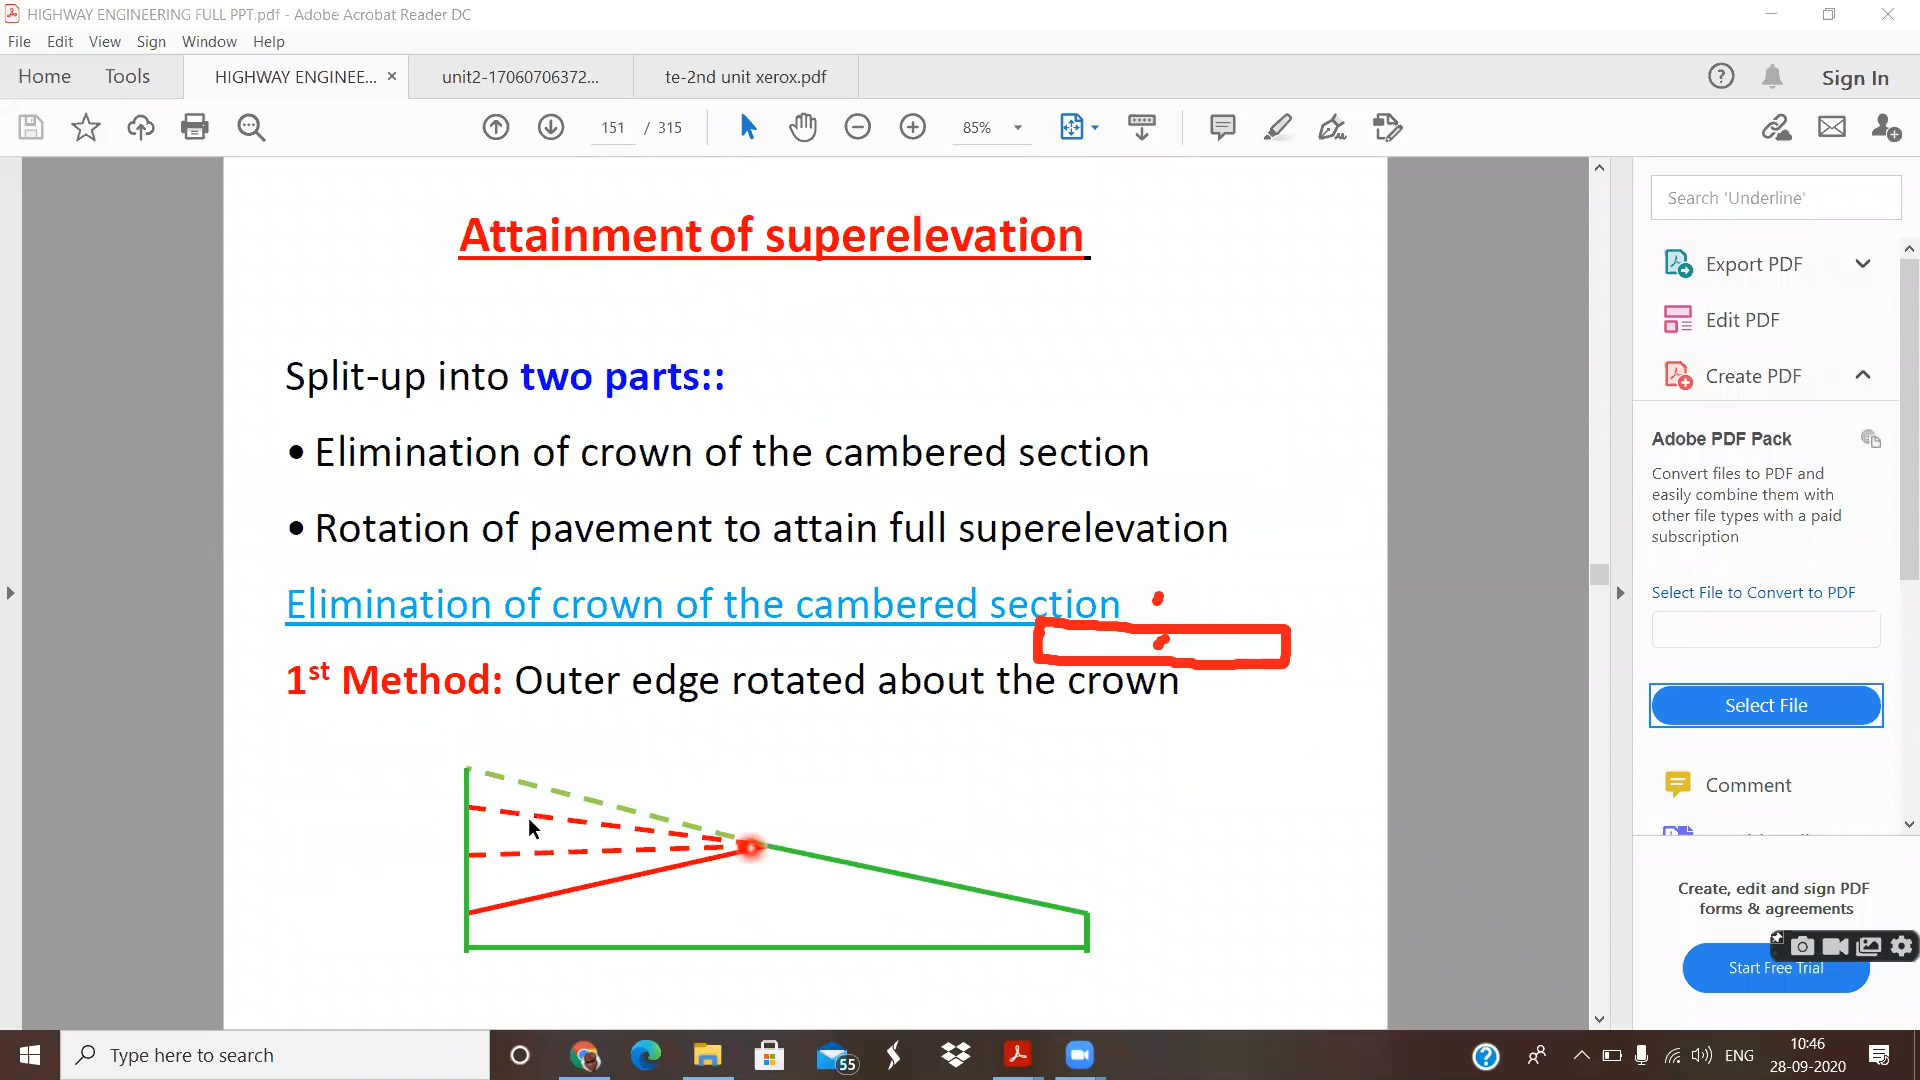 HIGHWAY ENGINEERING FULL PPT.pdf - Adobe Acrobat Reader DC
File Edit View Sign Window Help
Home Tools HIGHWAY ENGINEE... × unit2-17060706372... te-2nd unit xerox.pdf Sign In
151 / 315 85%
Attainment of superelevation
Split-up into two parts::
• Elimination of crown of the cambered section
• Rotation of pavement to attain full superelevation
Elimination of crown of the cambered section
1st Method: Outer edge rotated about the crown
Search 'Underline'
Export PDF
Edit PDF
Create PDF
Adobe PDF Pack
Convert files to PDF and
easily combine them with
other file types with a paid
subscription
Select File to Convert to PDF
Select File
Comment
Create, edit and sign PDF
forms & agreements
Start Free Trial
Type here to search
55
ENG
10:46
28-09-2020